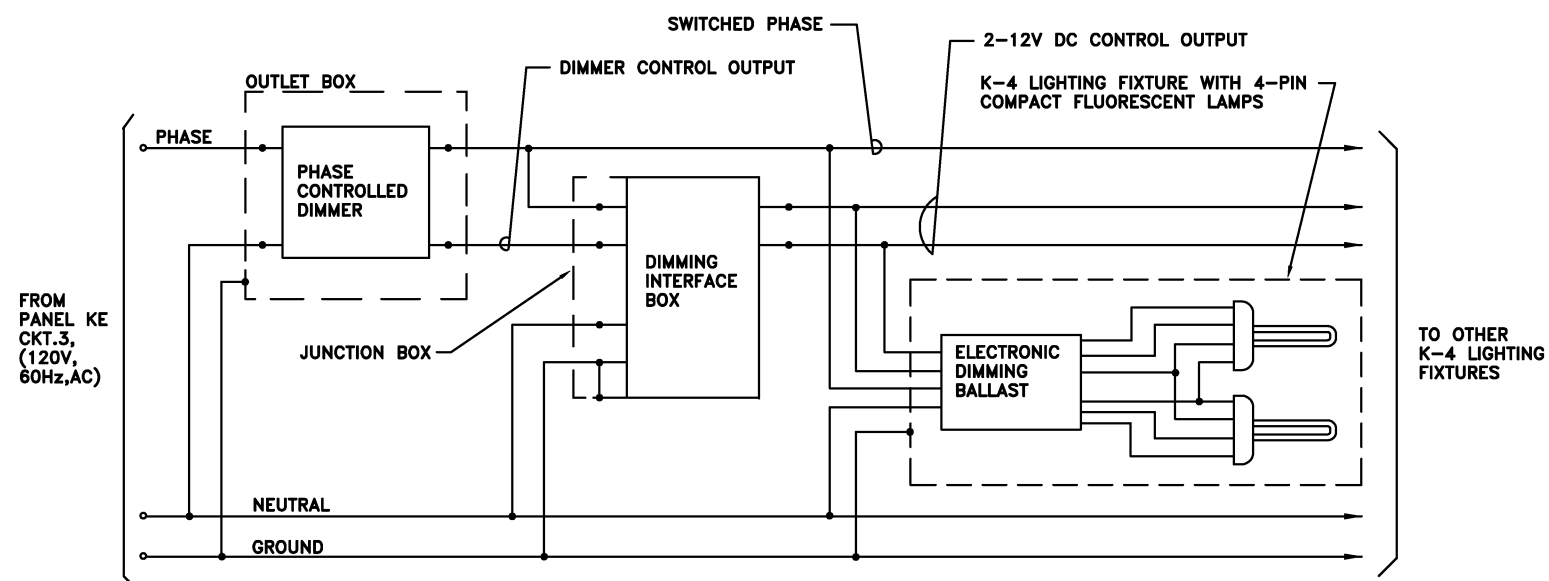 SWITCHED PHASE
2-12V DC CONTROL OUTPUT
DIMMER CONTROL OUTPUT
K-4 LIGHTING FIXTURE WITH 4-PIN
COMPACT FLUORESCENT LAMPS
OUTLET BOX
PHASE
PHASE
CONTROLLED
DIMMER
DIMMING
INTERFACE
BOX
JUNCTION BOX
FROM
PANEL KE
CKT.3,
(120V,
60Hz,AC)
ELECTRONIC
DIMMING
BALLAST
TO OTHER
K-4 LIGHTING
FIXTURES
NEUTRAL
GROUND